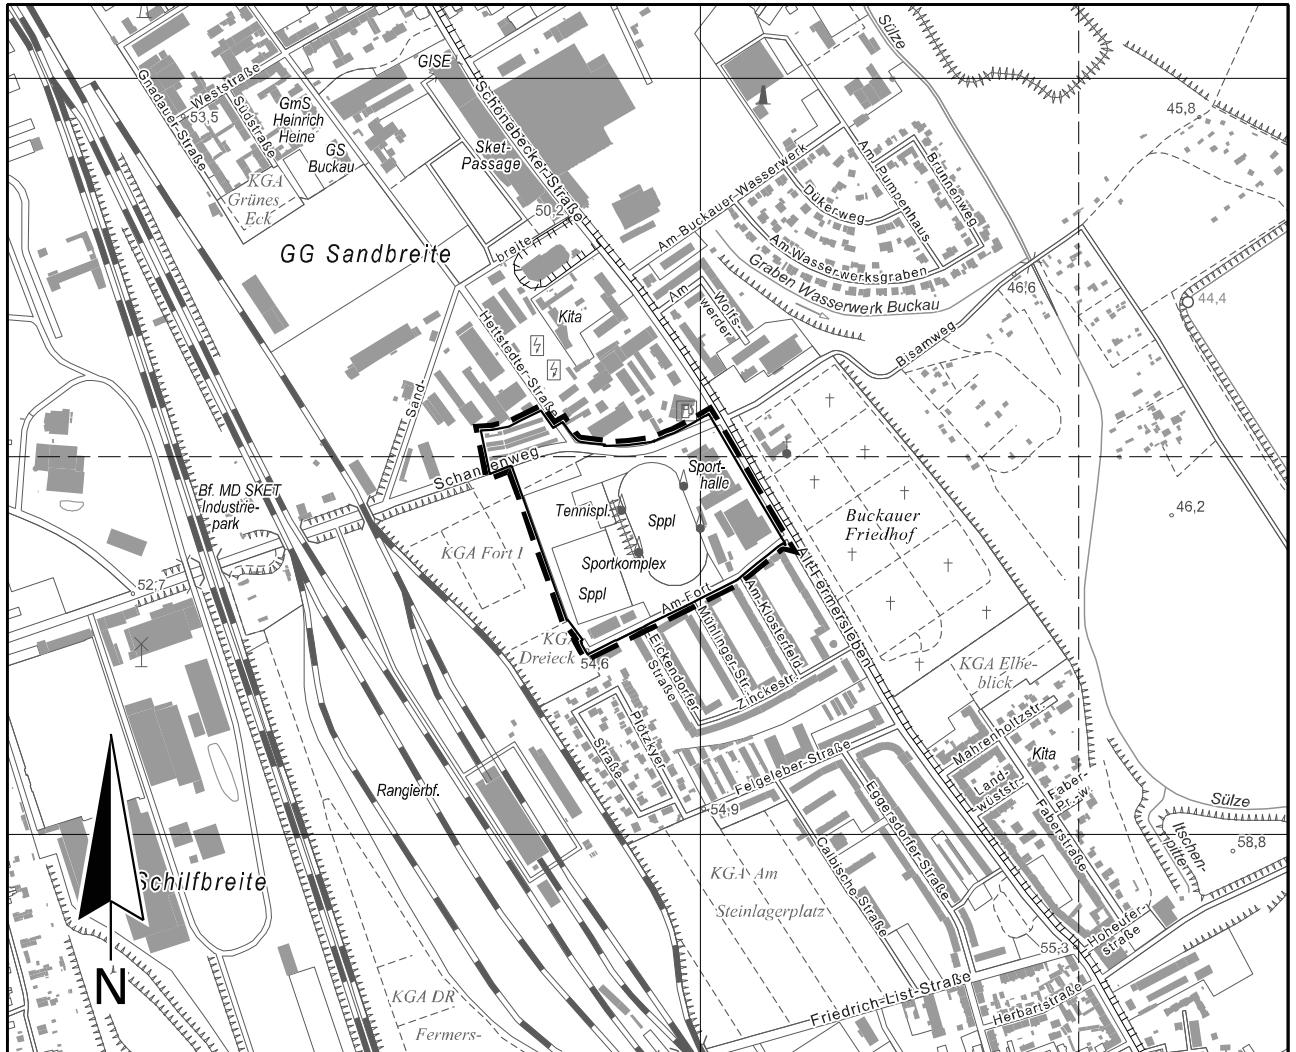 GISE
Sülze
Gnadauer-Straße
Weststraße
53,5
Südstraße
GmS
Heinrich
Heine
GS
Buckau
KGA
Grünes
Eck
Sket-
Passage
Schönebecker-Straße
50,2
45,8
Am-Pumpenhaus
Brunnenweg
Dükerweg
Am-Buckauer-Wasserwerk
Am-Wasserwerksgraben
Graben Wasserwerk Buckau
GG Sandbreite
breite
46,6
44,4
Am-
Wolfs-
werder
Kita
Hettstedter-Straße
Bisamweg
Sand-
Schanzenweg
Sport-
halle
Bf. MD SKET
Industrie-
park
Tennispl.
Sppl
Buckauer
Friedhof
46,2
KGA Fort I
Sportkomplex
Sppl
52,7
Am-Fort
Alt Fermersleben
KGA
Dreieck
54,6
Eickendorfer
Straße
Mühlinger-Str.
Am-Klosterfeld
Zinckestr.
KGA Elbe-
blick
Plötzkyer
Straße
Mahrenholtzstr.
Kita
Felgeleber-Straße
Land-
wüststr.
Faber-
Pr.-w.
Faberstraße
Rangierbf.
Eggersdorfer-Straße
54,9
Sülze
58,8
Calbische-Straße
KGA Am
Steinlagerplatz
Schilfbreite
Hoheufer-
straße
55,3
N
KGA DR
Fermers-
Friedrich-List-Straße
Herbartstraße